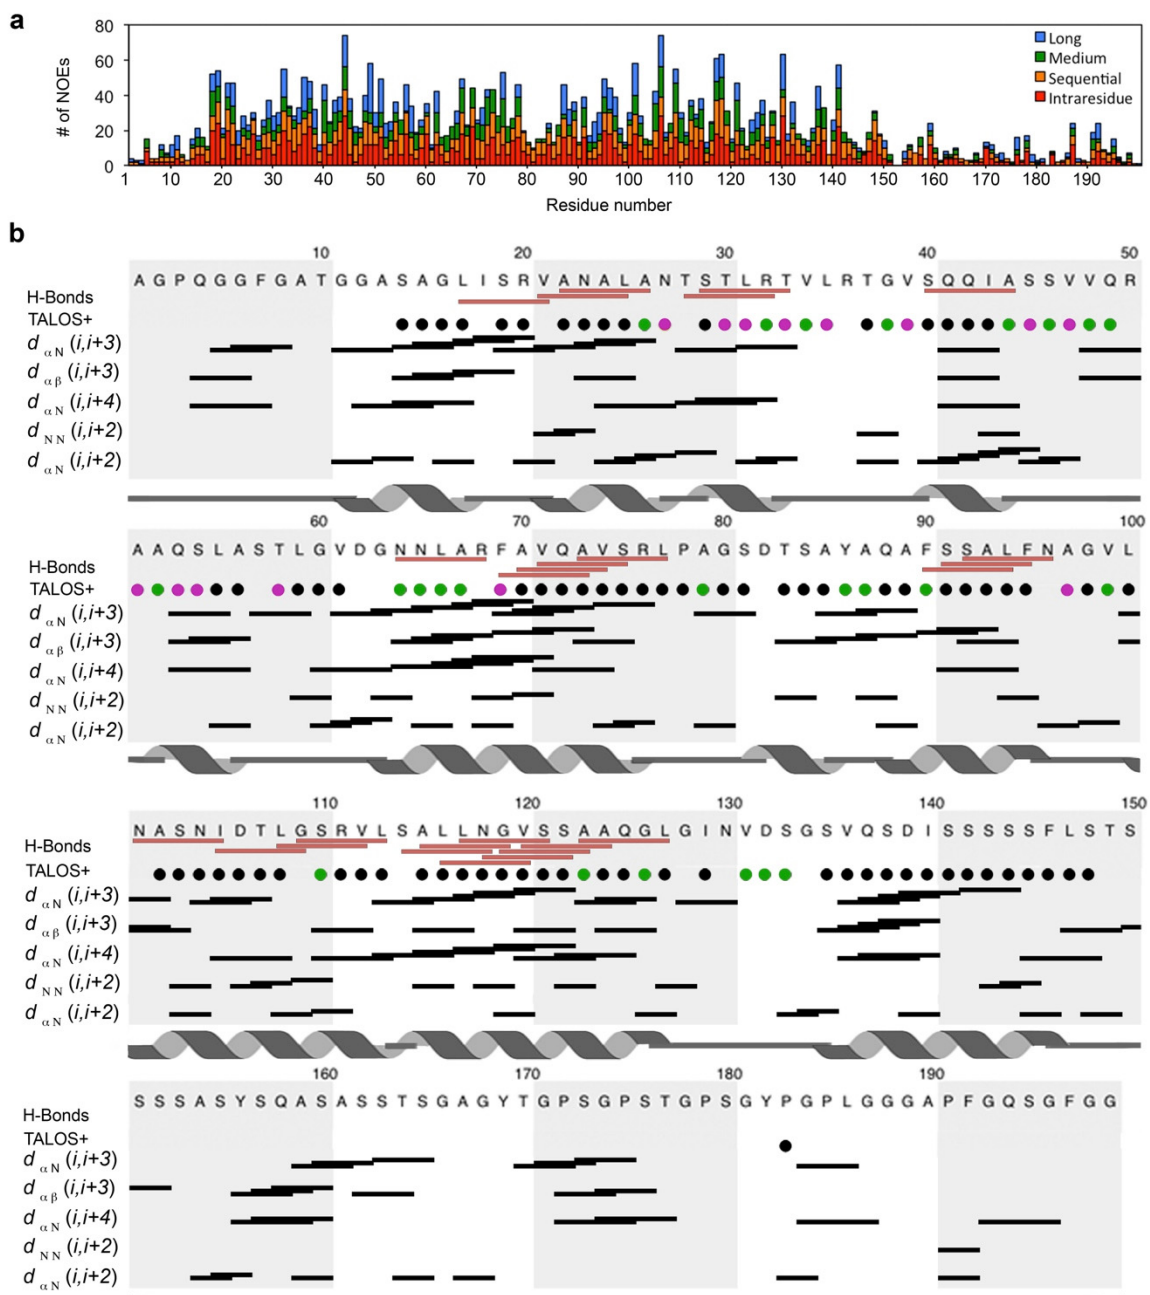 a
# of NOEs
80
60
40
20
0
Long
Medium
Sequential
Intraresidue
1 10 20 30 40 50 60 70 80 90 100 110 120 130 140 150 160 170 180 190
Residue number
b
10 20 30 40 50
A G P Q G G F G A T G G A S A G L I S R V A N A L A N T S T L R T V L R T G V S Q Q I A S S V V Q R
H-Bonds
TALOS+
d αN (i,i+3)
d αβ (i,i+3)
d αN (i,i+4)
d NN (i,i+2)
d αN (i,i+2)
60 70 80 90 100
A A Q S L A S T L G V D G N N L A R F A V Q A V S R L P A G S D T S A Y A Q A F S S A L F N A G V L
H-Bonds
TALOS+
d αN (i,i+3)
d αβ (i,i+3)
d αN (i,i+4)
d NN (i,i+2)
d αN (i,i+2)
110 120 130 140 150
N A S N I D T L G S R V L S A L L N G V S S A A Q G L G I N V D S G S V Q S D I S S S S S F L S T S
H-Bonds
TALOS+
d αN (i,i+3)
d αβ (i,i+3)
d αN (i,i+4)
d NN (i,i+2)
d αN (i,i+2)
160 170 180 190
S S S A S Y S Q A S A S S T S G A G Y T G P S G P S T G P S G Y P G P L G G G A P F G Q S G F G G
H-Bonds
TALOS+
d αN (i,i+3)
d αβ (i,i+3)
d αN (i,i+4)
d NN (i,i+2)
d αN (i,i+2)